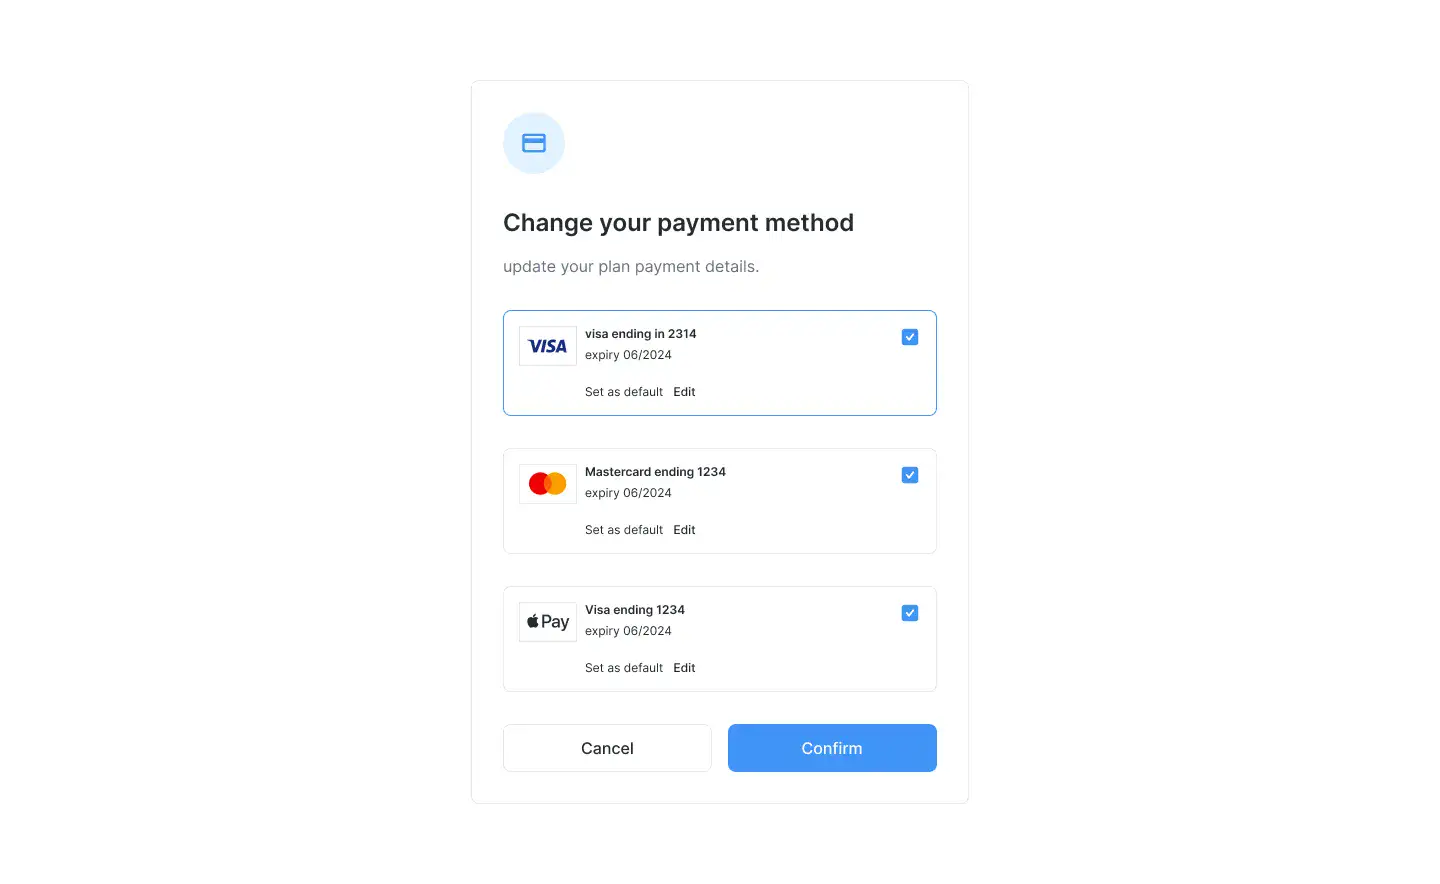 Change your payment method
update your plan payment details.
VISA
visa ending in 2314
expiry 06/2024
Set as default Edit
Mastercard ending 1234
expiry 06/2024
Set as default Edit
Pay
Visa ending 1234
expiry 06/2024
Set as default Edit
Cancel
Confirm